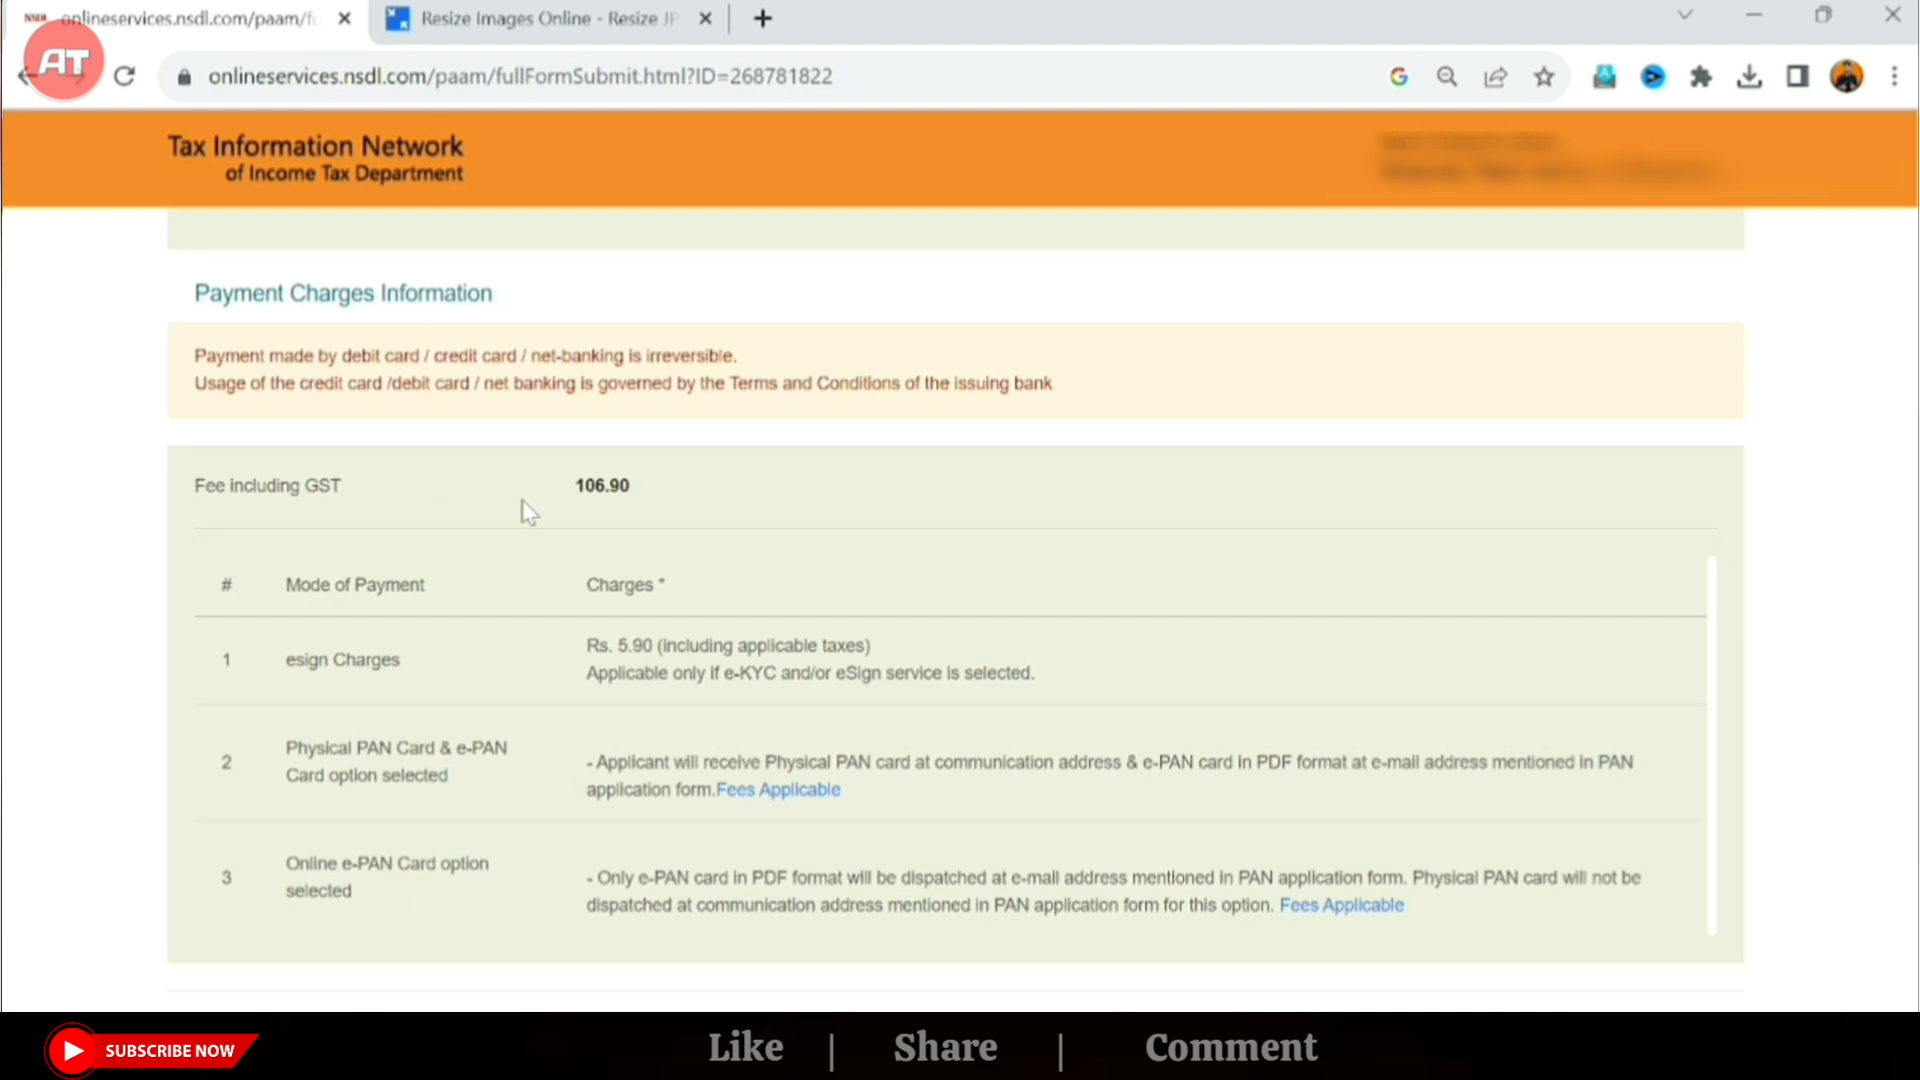 NSDL onlineservices.nsdl.com/paam/fu
Resize Images Online - Resize JP
AT
onlineservices.nsdl.com/paam/fullFormSubmit.html?ID=268781822
Tax Information Network
of Income Tax Department
Payment Charges Information
Payment made by debit card / credit card / net-banking is irreversible.
Usage of the credit card /debit card / net banking is governed by the Terms and Conditions of the issuing bank
Fee including GST 106.90
# Mode of Payment Charges *
1 esign Charges Rs. 5.90 (including applicable taxes)
Applicable only if e-KYC and/or eSign service is selected.
2 Physical PAN Card & e-PAN
Card option selected
- Applicant will receive Physical PAN card at communication address & e-PAN card in PDF format at e-mail address mentioned in PAN
application form.Fees Applicable
3 Online e-PAN Card option
selected
- Only e-PAN card in PDF format will be dispatched at e-mail address mentioned in PAN application form. Physical PAN card will not be
dispatched at communication address mentioned in PAN application form for this option. Fees Applicable
SUBSCRIBE NOW
Like | Share | Comment